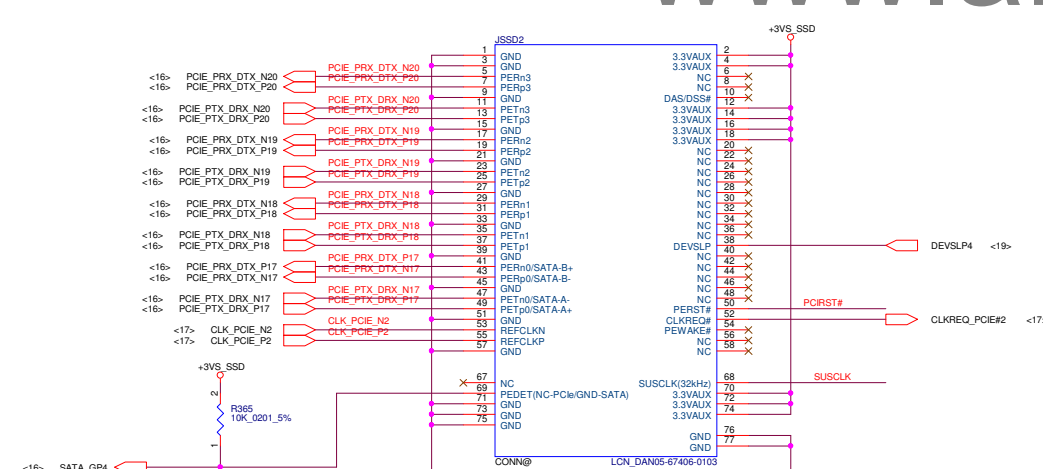 +3VS_SSD
JSSD2
1 GND 3.3VAUX 2
3 GND 3.3VAUX 4
<16> PCIE_PRX_DTX_N20 PCIE_PRX_DTX_N20 5 PERn3 NC 6
<16> PCIE_PRX_DTX_P20 PCIE_PRX_DTX_P20 7 PERp3 NC 8
9 GND DAS/DSS# 10
<16> PCIE_PTX_DRX_N20 PCIE_PTX_DRX_N20 11 PETn3 3.3VAUX 12
<16> PCIE_PTX_DRX_P20 PCIE_PTX_DRX_P20 13 PETp3 3.3VAUX 14
15 GND 3.3VAUX 16
<16> PCIE_PRX_DTX_N19 PCIE_PRX_DTX_N19 17 PERn2 3.3VAUX 18
<16> PCIE_PRX_DTX_P19 PCIE_PRX_DTX_P19 19 PERp2 NC 20
21 GND NC 22
<16> PCIE_PTX_DRX_N19 PCIE_PTX_DRX_N19 23 PETn2 NC 24
<16> PCIE_PTX_DRX_P19 PCIE_PTX_DRX_P19 25 PETp2 NC 26
27 GND NC 28
<16> PCIE_PRX_DTX_N18 PCIE_PRX_DTX_N18 29 PERn1 NC 30
<16> PCIE_PRX_DTX_P18 PCIE_PRX_DTX_P18 31 PERp1 NC 32
33 GND NC 34
<16> PCIE_PTX_DRX_N18 PCIE_PTX_DRX_N18 35 PETn1 NC 36
<16> PCIE_PTX_DRX_P18 PCIE_PTX_DRX_P18 37 PETp1 DEVSLP 38 DEVSLP4 <19>
39 GND NC 40
<16> PCIE_PRX_DTX_P17 PCIE_PRX_DTX_P17 41 PERn0/SATA-B+ NC 42
<16> PCIE_PRX_DTX_N17 PCIE_PRX_DTX_N17 43 PERp0/SATA-B- NC 44
45 GND NC 46
<16> PCIE_PTX_DRX_N17 PCIE_PTX_DRX_N17 47 PETn0/SATA-A- NC 48
<16> PCIE_PTX_DRX_P17 PCIE_PTX_DRX_P17 49 PETp0/SATA-A+ PERST# 50 PCIRST#
51 GND CLKREQ# 52 CLKREQ_PCIE#2 <17>
<17> CLK_PCIE_N2 CLK_PCIE_N2 53 REFCLKN PEWAKE# 54
<17> CLK_PCIE_P2 CLK_PCIE_P2 55 REFCLKP NC 56
57 GND NC 58
+3VS_SSD
67 NC SUSCLK(32kHz) 68 SUSCLK
69 PEDET(NC-PCIe/GND-SATA) 3.3VAUX 70
71 GND 3.3VAUX 72
73 GND 3.3VAUX 74
75 GND
2
R365
10K_0201_5%
1
GND 76
GND 77
CONN@ LCN_DAN05-67406-0103
<16> SATA_GP4